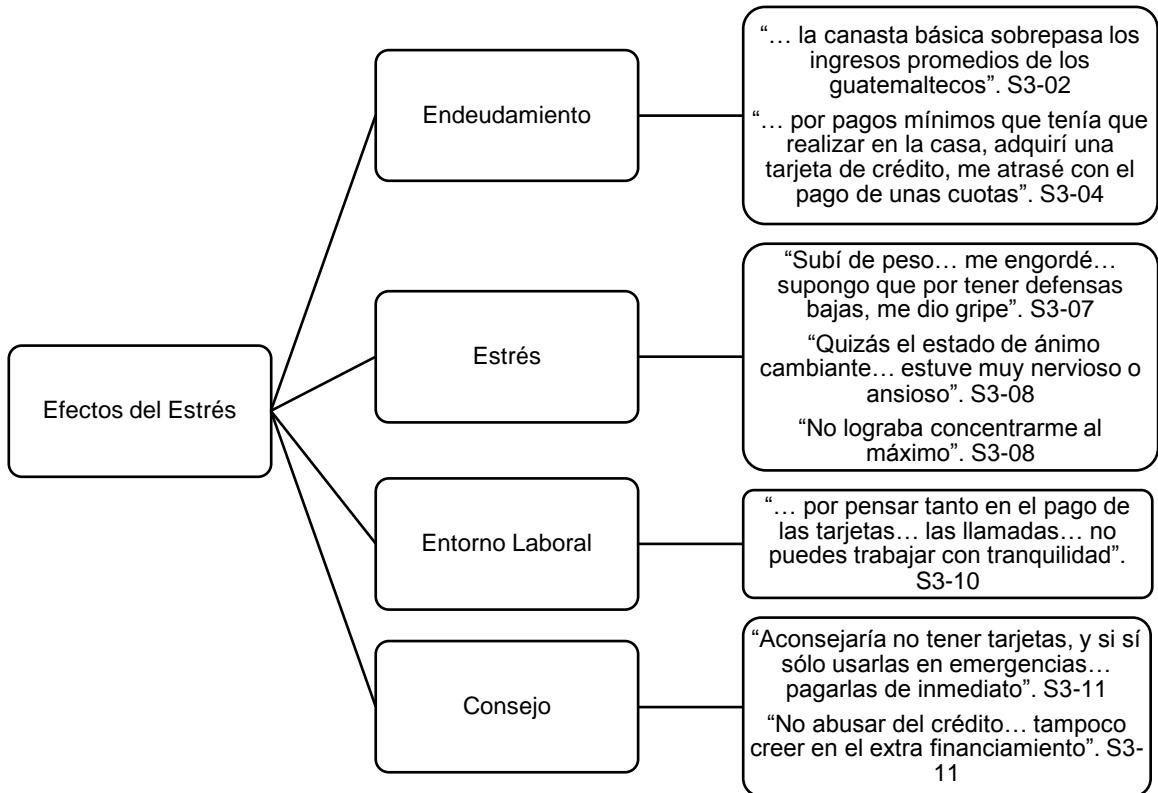 Efectos del Estrés
Endeudamiento
“… la canasta básica sobrepasa los
ingresos promedios de los
guatemaltecos”. S3-02
“… por pagos mínimos que tenía que
realizar en la casa, adquirí una
tarjeta de crédito, me atrasé con el
pago de unas cuotas”. S3-04
Estrés
“Subí de peso… me engordé…
supongo que por tener defensas
bajas, me dio gripe”. S3-07
“Quizás el estado de ánimo
cambiante… estuve muy nervioso o
ansioso”. S3-08
“No lograba concentrarme al
máximo”. S3-08
Entorno Laboral
“… por pensar tanto en el pago de
las tarjetas… las llamadas… no
puedes trabajar con tranquilidad”.
S3-10
Consejo
“Aconsejaría no tener tarjetas, y si sí
sólo usarlas en emergencias…
pagarlas de inmediato”. S3-11
“No abusar del crédito… tampoco
creer en el extra financiamiento”. S3-
11